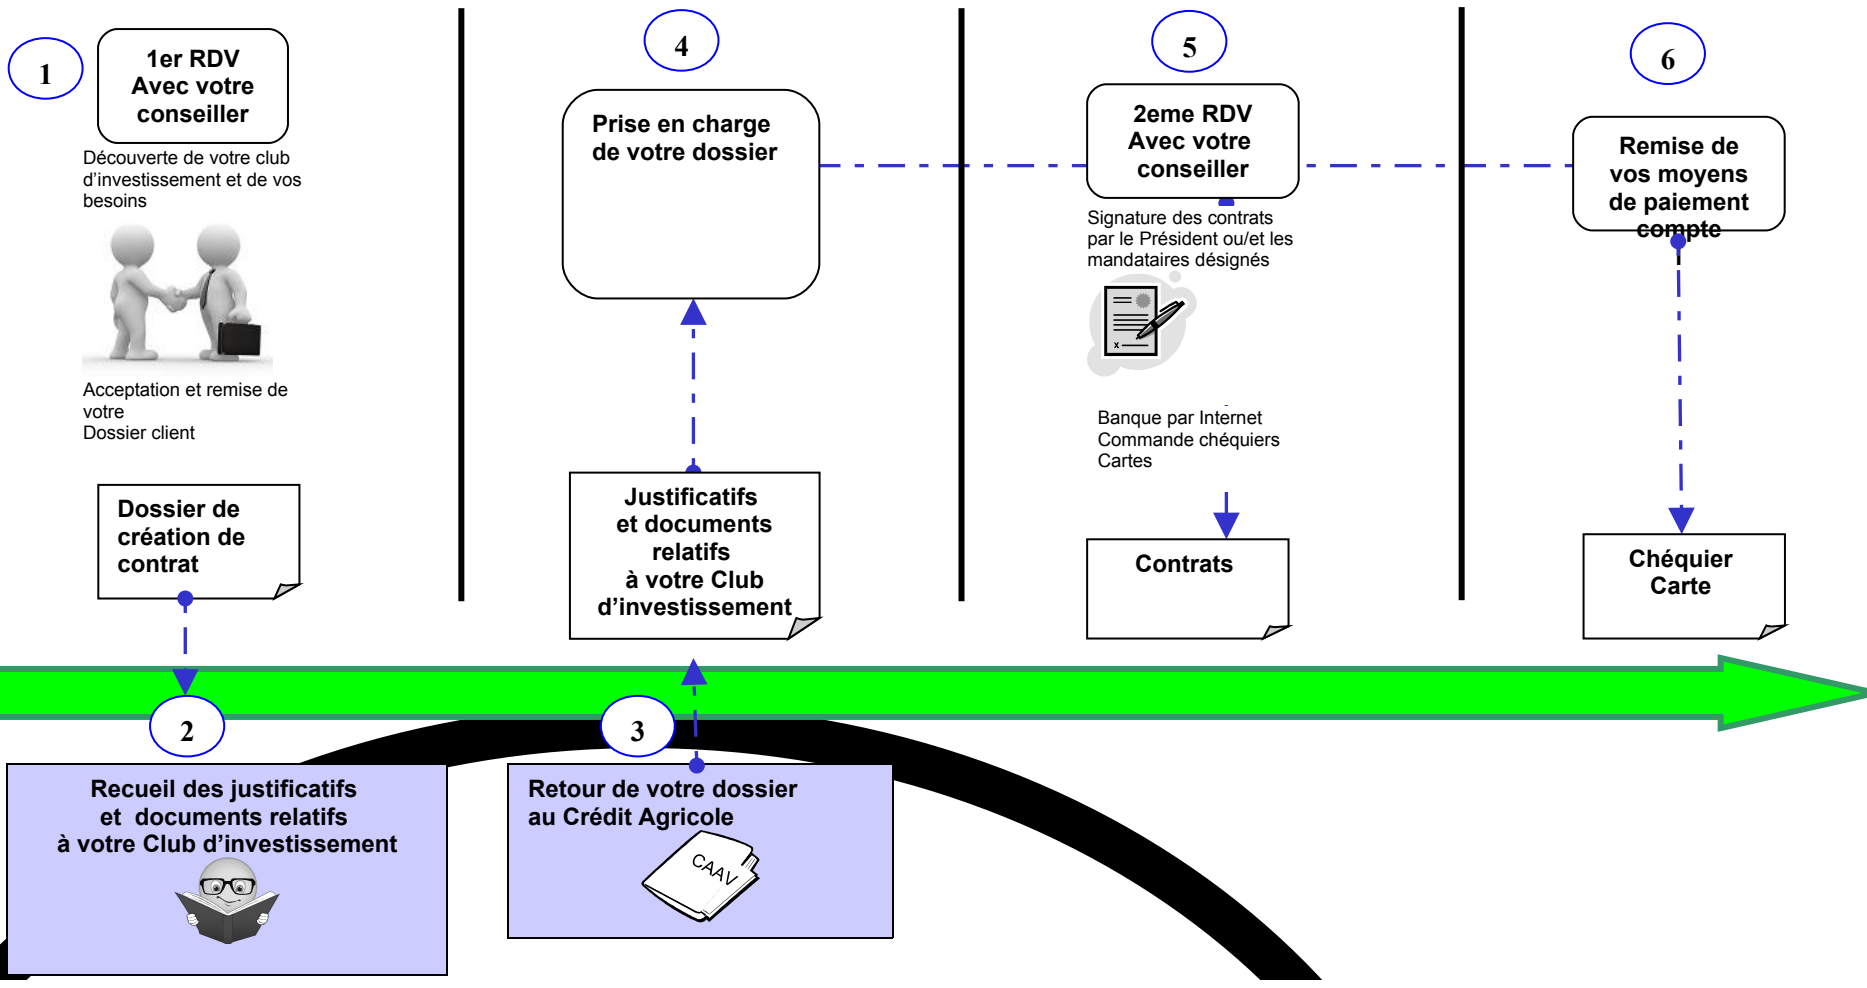 1
1er RDV
Avec votre
conseiller
Découverte de votre club
d’investissement et de vos
besoins
Acceptation et remise de
votre
Dossier client
Dossier de
création de
contrat
2
Recueil des justificatifs
et  documents relatifs
à votre Club d’investissement
3
Retour de votre dossier
au Crédit Agricole
CAAV
4
Prise en charge
de votre dossier
Justificatifs
et documents
relatifs
à votre Club
d’investissement
5
2eme RDV
Avec votre
conseiller
Signature des contrats
par le Président ou/et les
mandataires désignés
x
Banque par Internet
Commande chéquiers
Cartes
Contrats
6
Remise de
vos moyens
de paiement
compte
Chéquier
Carte